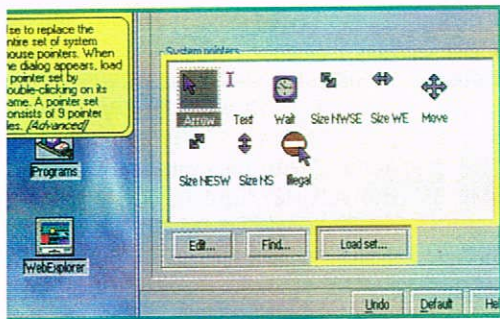 se to replace the
ntire set of system
ouse pointers. When
e dialog appears, load
pointer set by
ouble-clicking on its
ame. A pointer set
onsists of 9 pointer
les. [Advanced]
Programs
WebExplorer
System pointers
Arrow Text Wait Size NWSE Size WE Move
Size NESW Size NS Illegal
Edit... Find... Load set...
Undo Default Hel